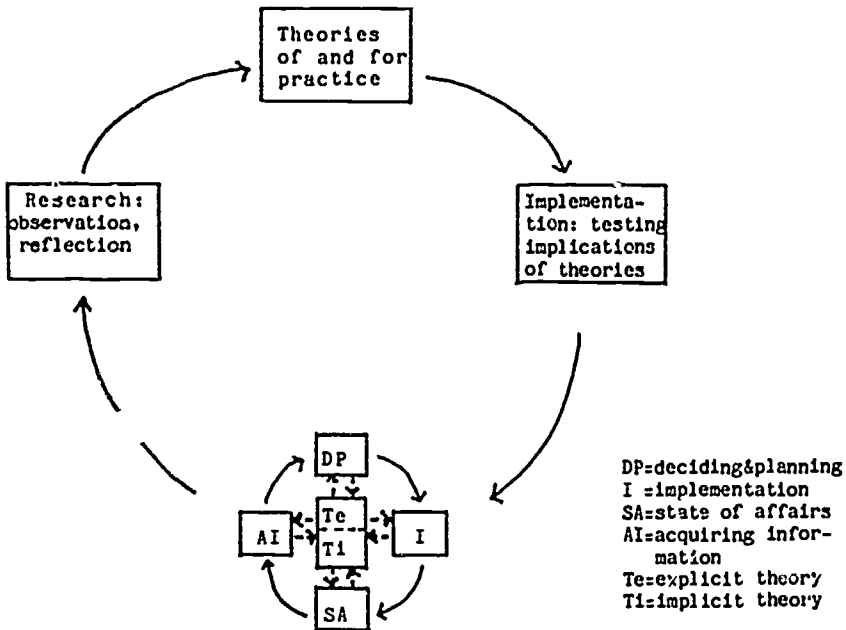 Theories
of and for
practice
Research:
observation,
reflection
Implementa-
tion: testing
implications
of theories
DP
Te
AI
I
Ti
SA
DP=deciding&planning
I =implementation
SA=state of affairs
AI=acquiring infor-
mation
Te=explicit theory
Ti=implicit theory